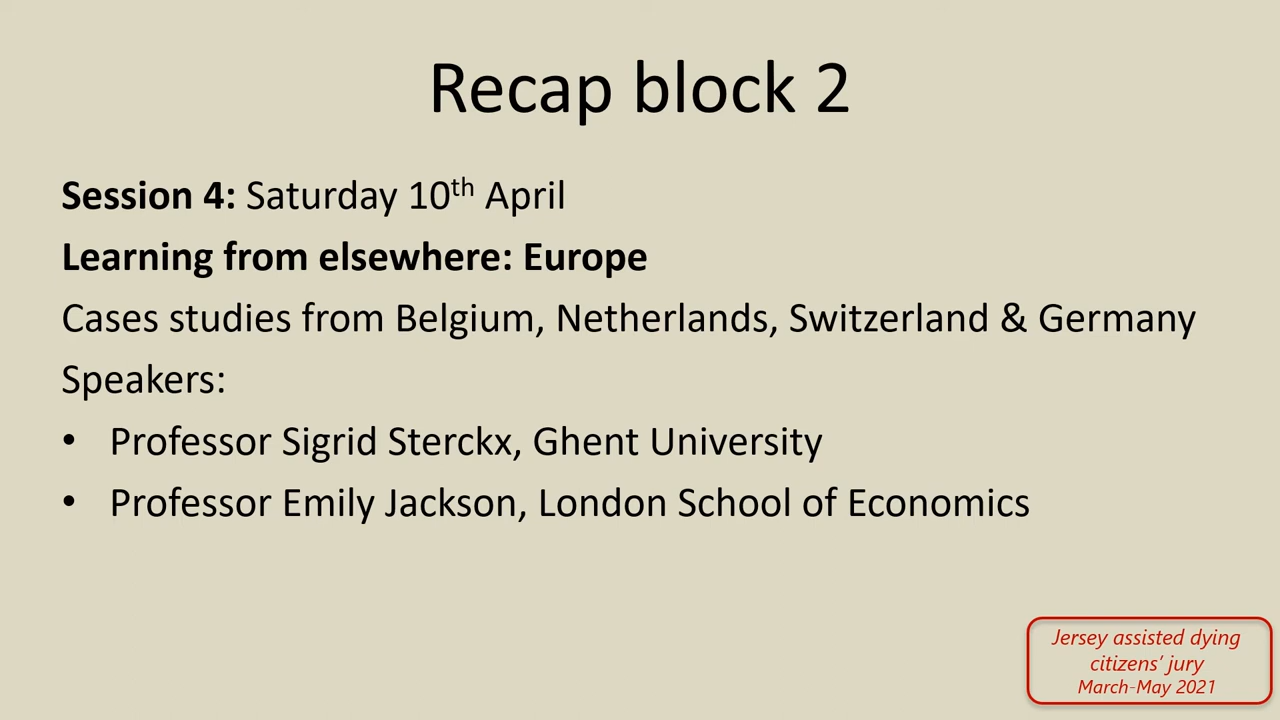 Recap block 2
Session 4: Saturday 10th April
Learning from elsewhere: Europe
Cases studies from Belgium, Netherlands, Switzerland & Germany
Speakers:
• Professor Sigrid Sterckx, Ghent University
• Professor Emily Jackson, London School of Economics
Jersey assisted dying
citizens’ jury
March-May 2021